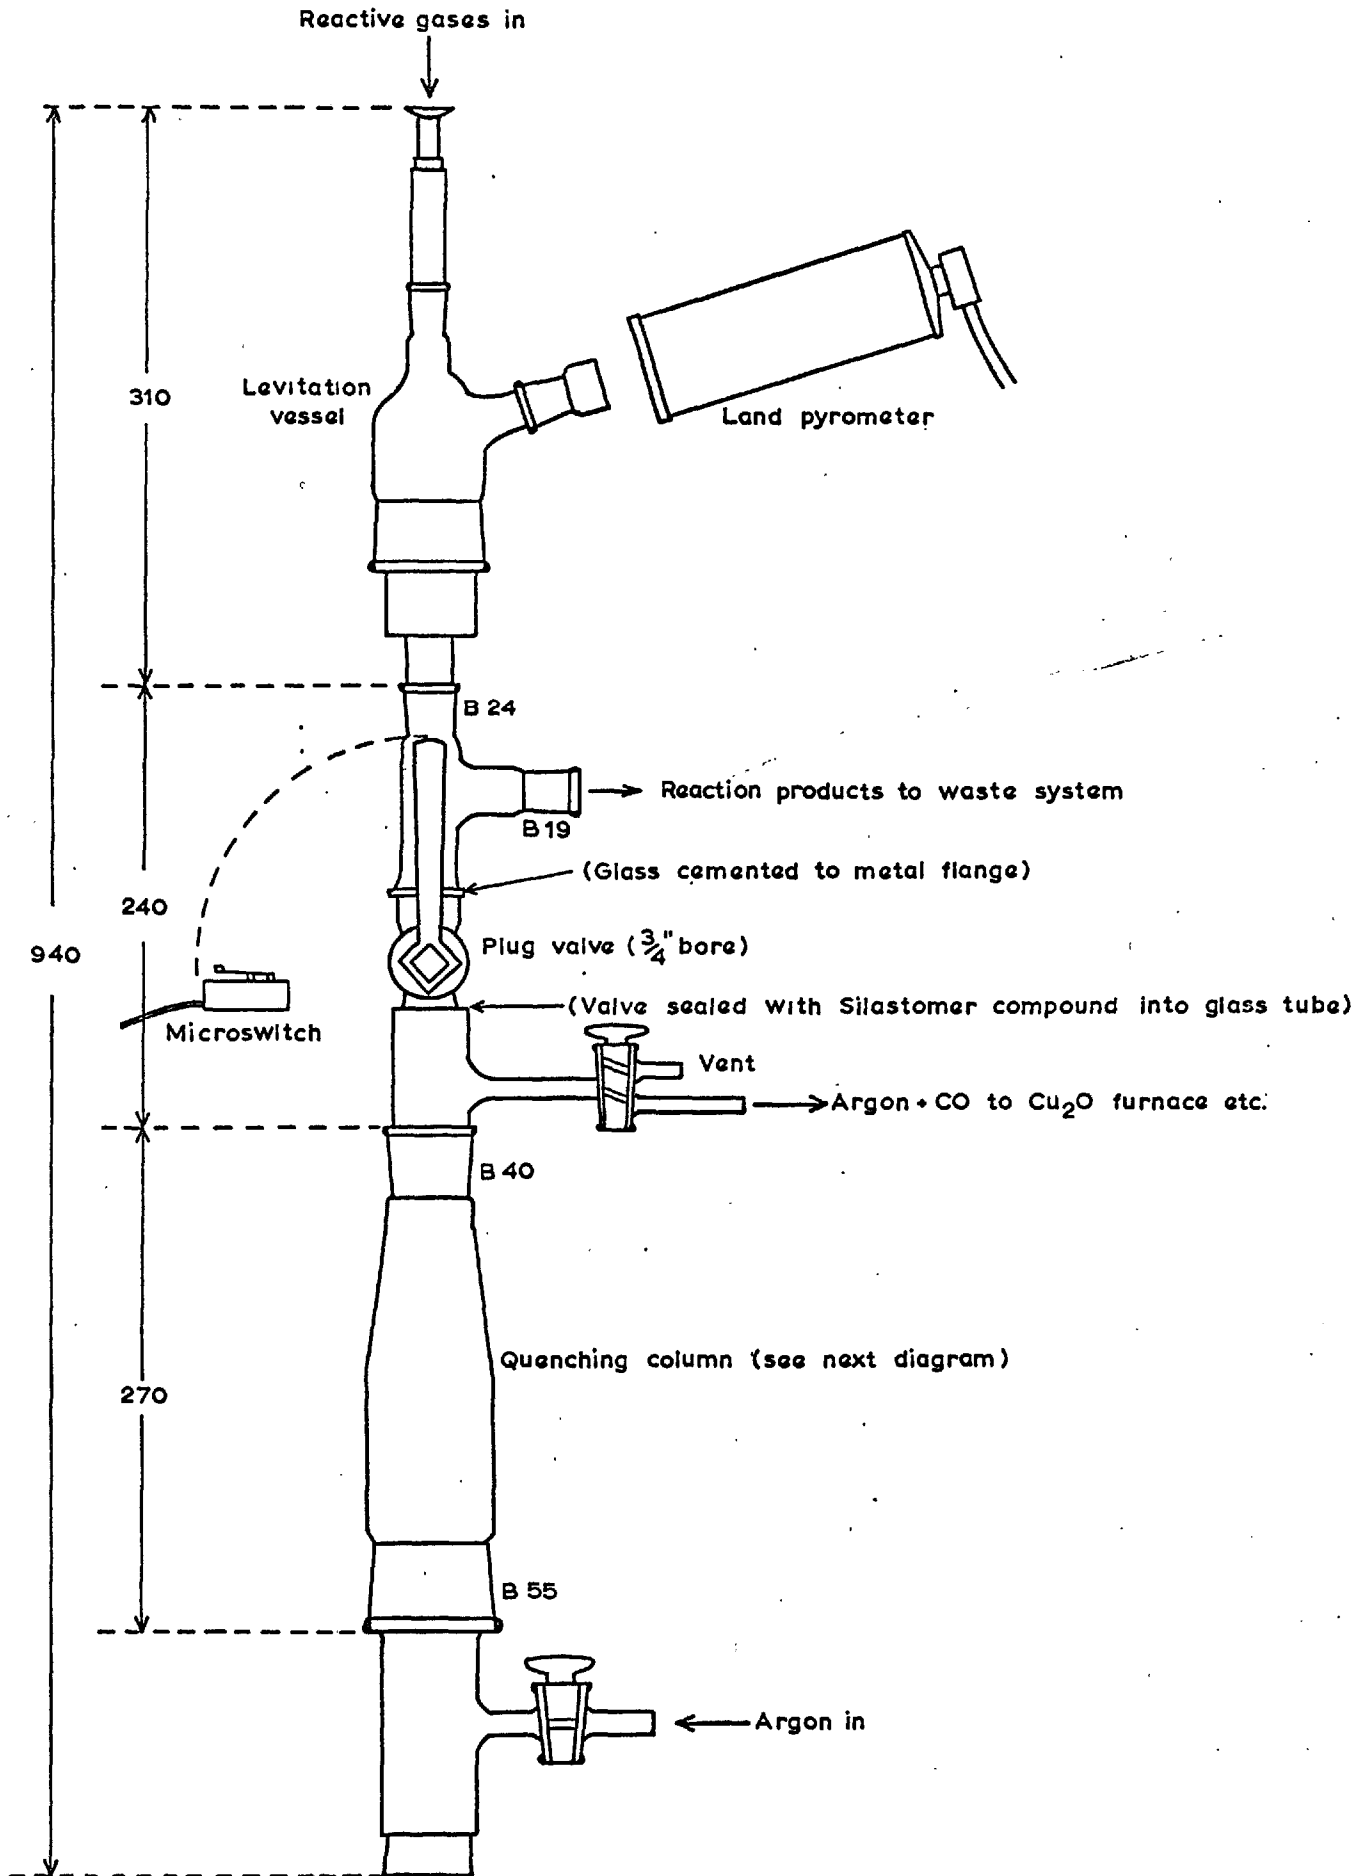 Reactive gases in
310
Levitation
vessel
Land pyrometer
B 24
Reaction products to waste system
B 19
(Glass cemented to metal flange)
240
940
Plug valve (3/4" bore)
(Valve sealed with Silastomer compound into glass tube)
Microswitch
Vent
Argon + CO to Cu₂O furnace etc.
B 40
Quenching column (see next diagram)
270
B 55
Argon in